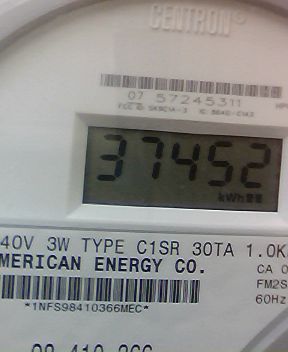 CENTRON®
07 57245311
37452
kWh
40V 3W TYPE C1SR 30TA 1.0K
MERICAN ENERGY CO.
CA 0
FM2S
60Hz
*1NFS98410366MEC*